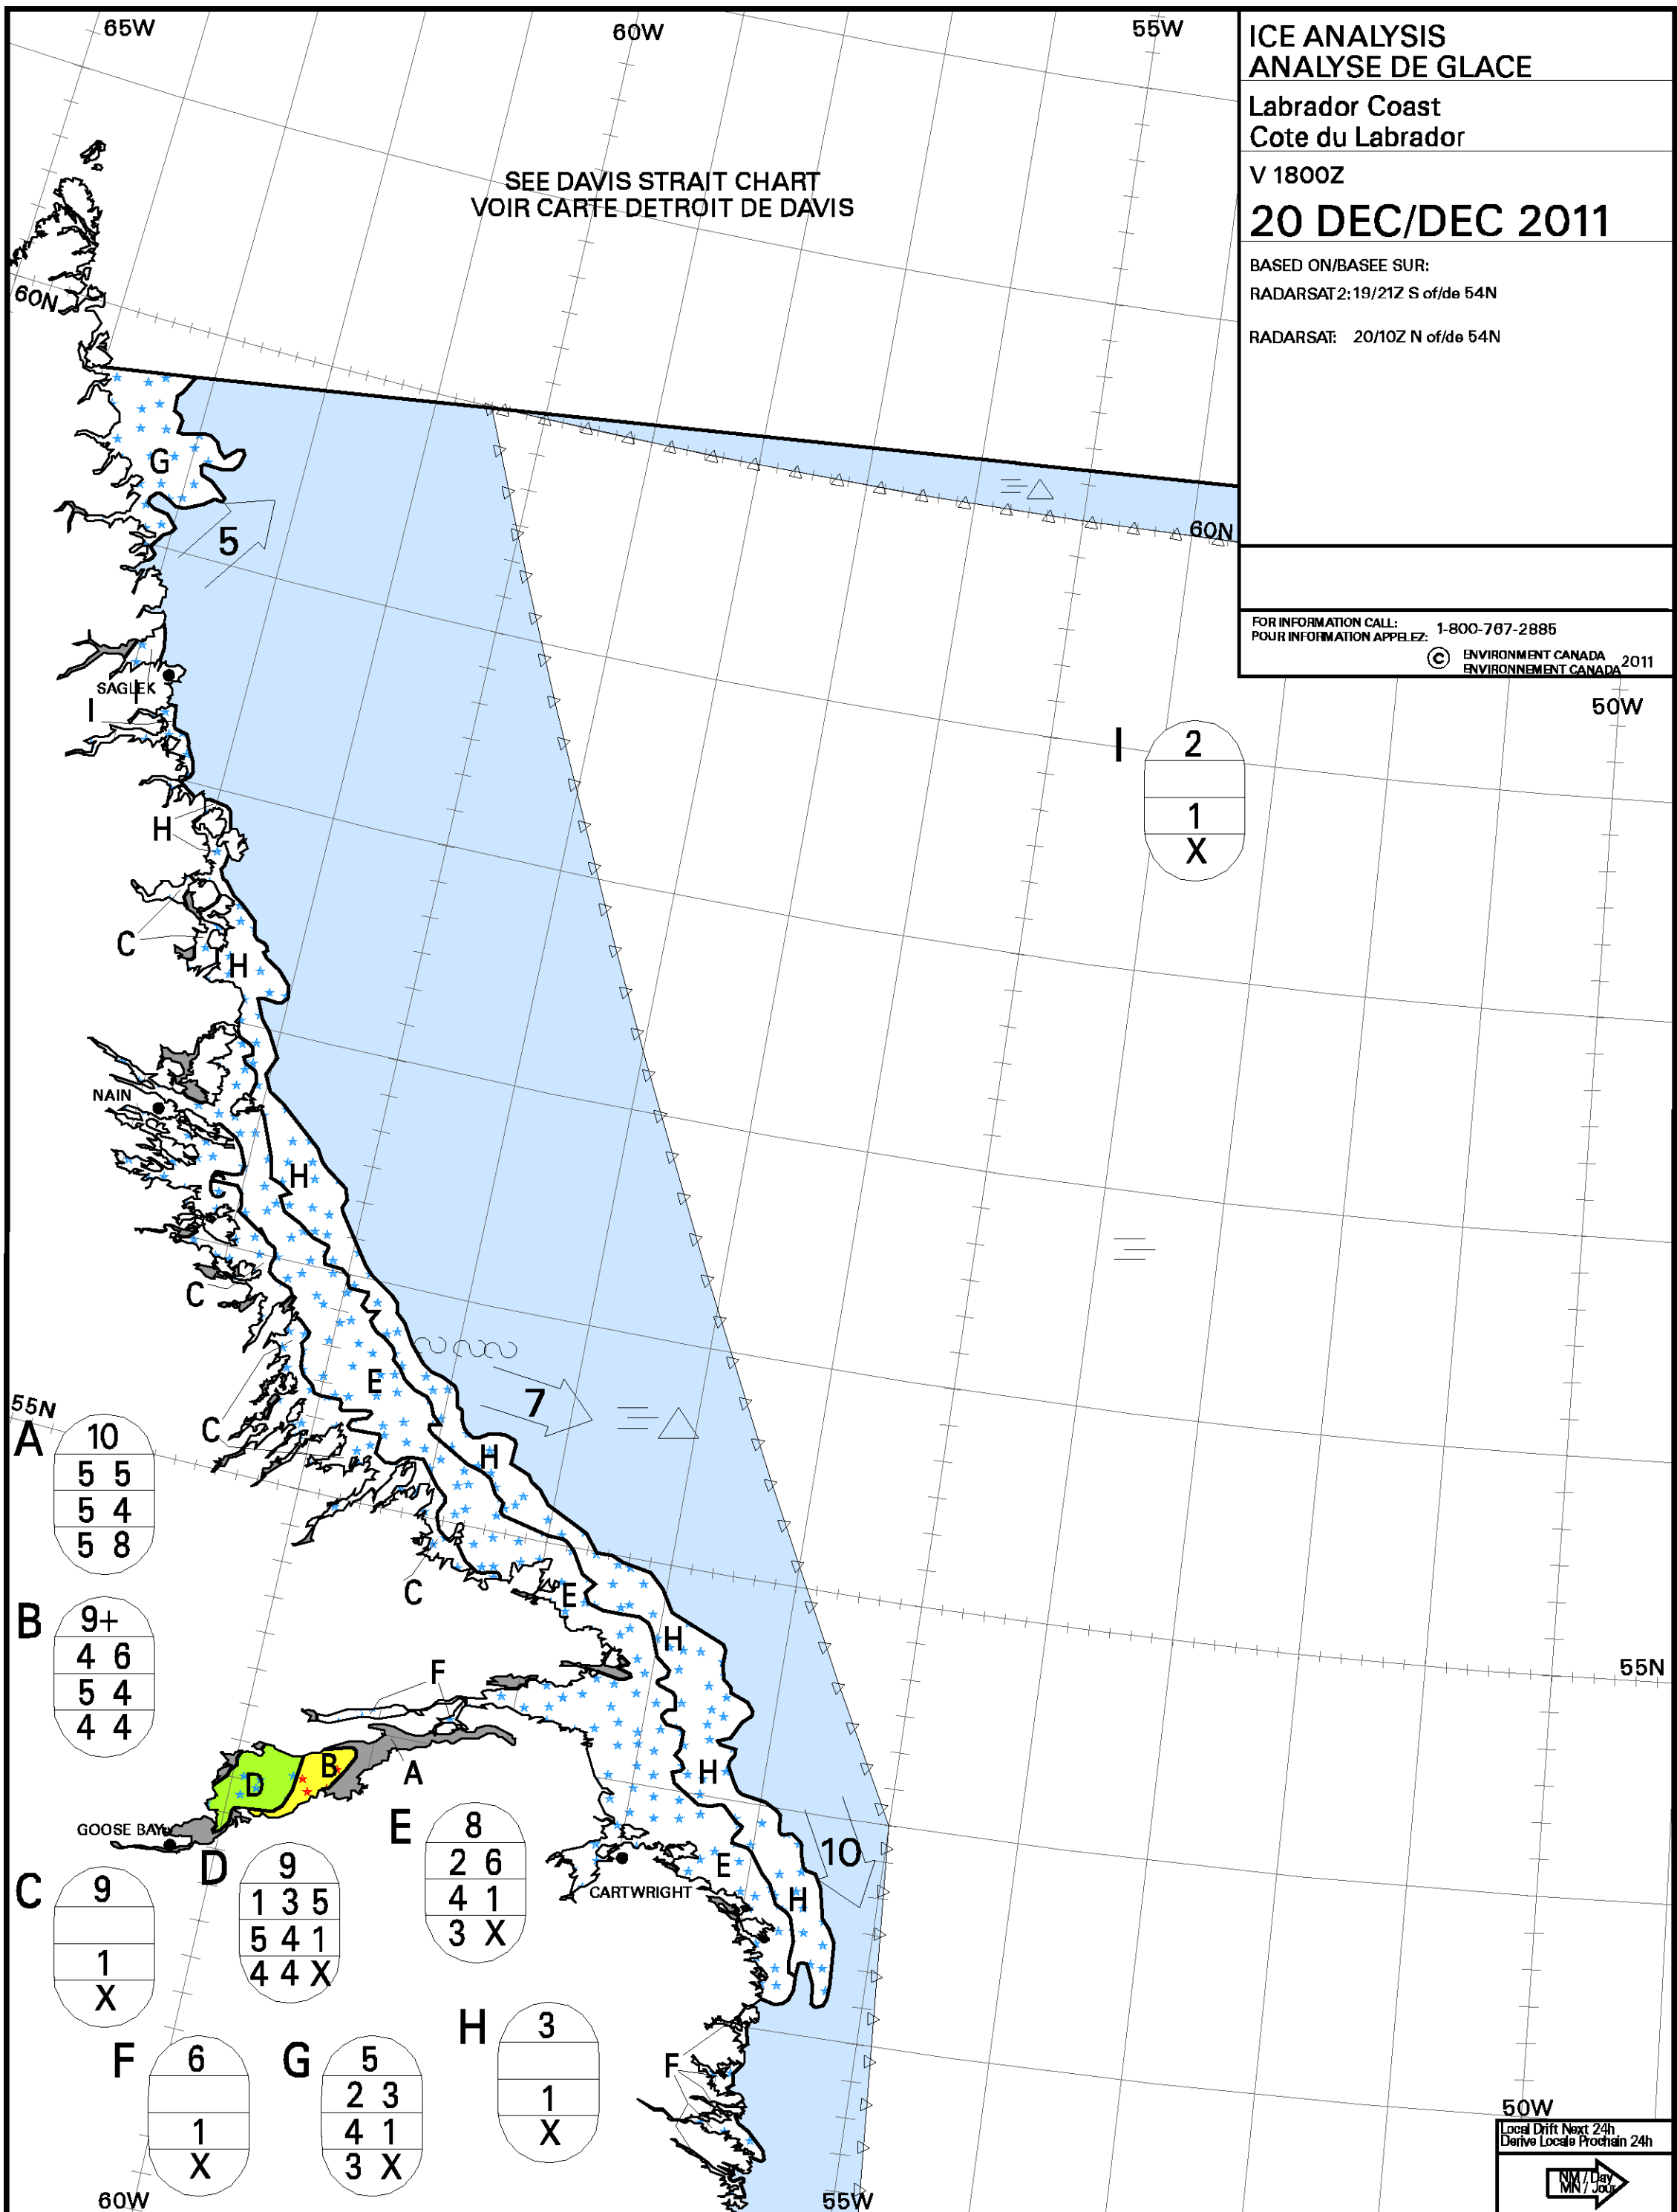 65W
60W
55W
ICE ANALYSIS
ANALYSE DE GLACE
Labrador Coast
Cote du Labrador
V 1800Z
20 DEC/DEC 2011
BASED ON/BASEE SUR:
RADARSAT2: 19/21Z S of/de 54N
RADARSAT: 20/10Z N of/de 54N
FOR INFORMATION CALL:
POUR INFORMATION APPELEZ: 1-800-767-2885
© ENVIRONMENT CANADA
ENVIRONNEMENT CANADA 2011
SEE DAVIS STRAIT CHART
VOIR CARTE DETROIT DE DAVIS
60N
G
5
60N
SAGLEK
I
I
50W
I
2
1
X
H
C
H
NAIN
H
C
C
E
7
C
55N
H
A
10
5 5
5 4
5 8
C
E
B
9+
4 6
5 4
4 4
H
55N
F
H
D
B
A
GOOSE BAY
10
E
8
2 6
4 1
3 X
CARTWRIGHT
E
H
C
9
1
X
D
9
1 3 5
5 4 1
4 4 X
F
6
1
X
G
5
2 3
4 1
3 X
H
3
1
X
F
60W
55W
50W
Local Drift Next 24h
Derive Locale Prochain 24h
NM / Day
MN / Jour